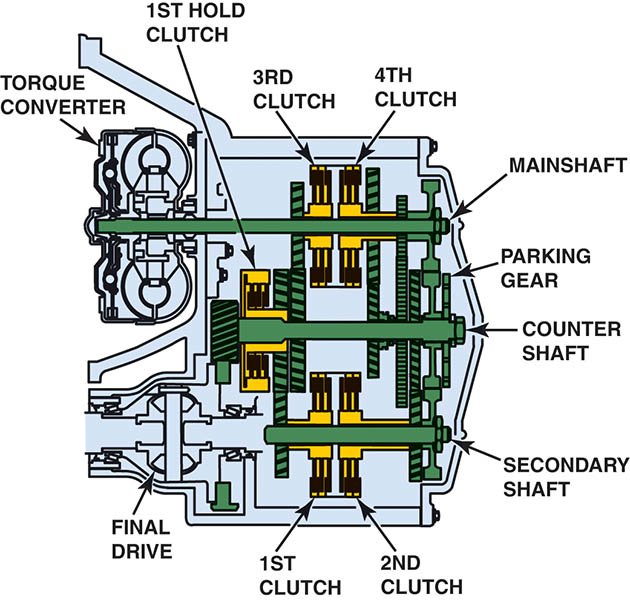 1ST HOLD
CLUTCH
TORQUE
CONVERTER
3RD
CLUTCH
4TH
CLUTCH
MAINSHAFT
PARKING
GEAR
COUNTER
SHAFT
SECONDARY
SHAFT
FINAL
DRIVE
1ST
CLUTCH
2ND
CLUTCH